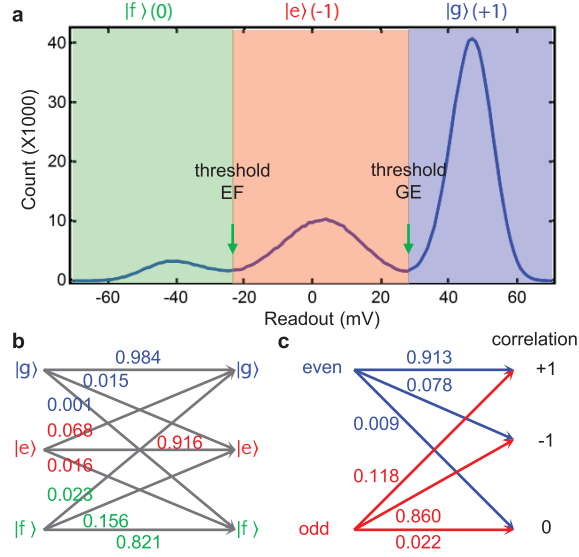 a
|f⟩(0)
|e⟩(-1)
|g⟩(+1)
Count (X1000)
40
30
20
10
0
threshold
EF
threshold
GE
-60
-40
-20
0
20
40
60
Readout (mV)
b
|g⟩
0.984
|g⟩
0.015
0.001
0.068
|e⟩
0.916
|e⟩
0.016
0.023
0.156
|f⟩
|f⟩
0.821
c
correlation
even
0.913
+1
0.078
0.009
-1
0.118
0.860
odd
0
0.022